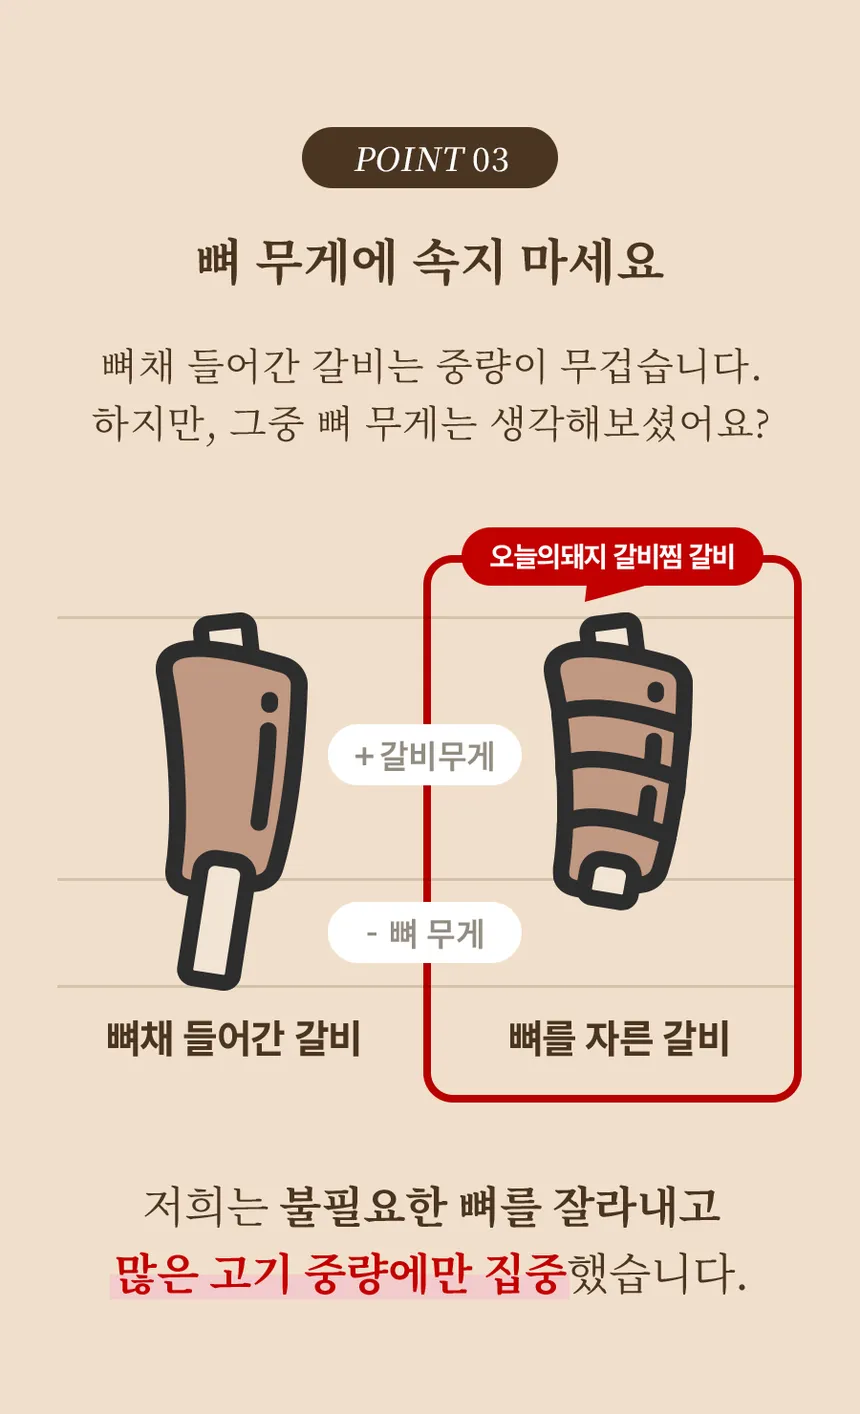 POINT 03
뼈 무게에 속지 마세요
뼈채 들어간 갈비는 중량이 무겁습니다.
하지만, 그중 뼈 무게는 생각해보셨어요?
오늘의돼지 갈비찜 갈비
+갈비무게
- 뼈 무게
뼈채 들어간 갈비
뼈를 자른 갈비
저희는 불필요한 뼈를 잘라내고
많은 고기 중량에만 집중했습니다.